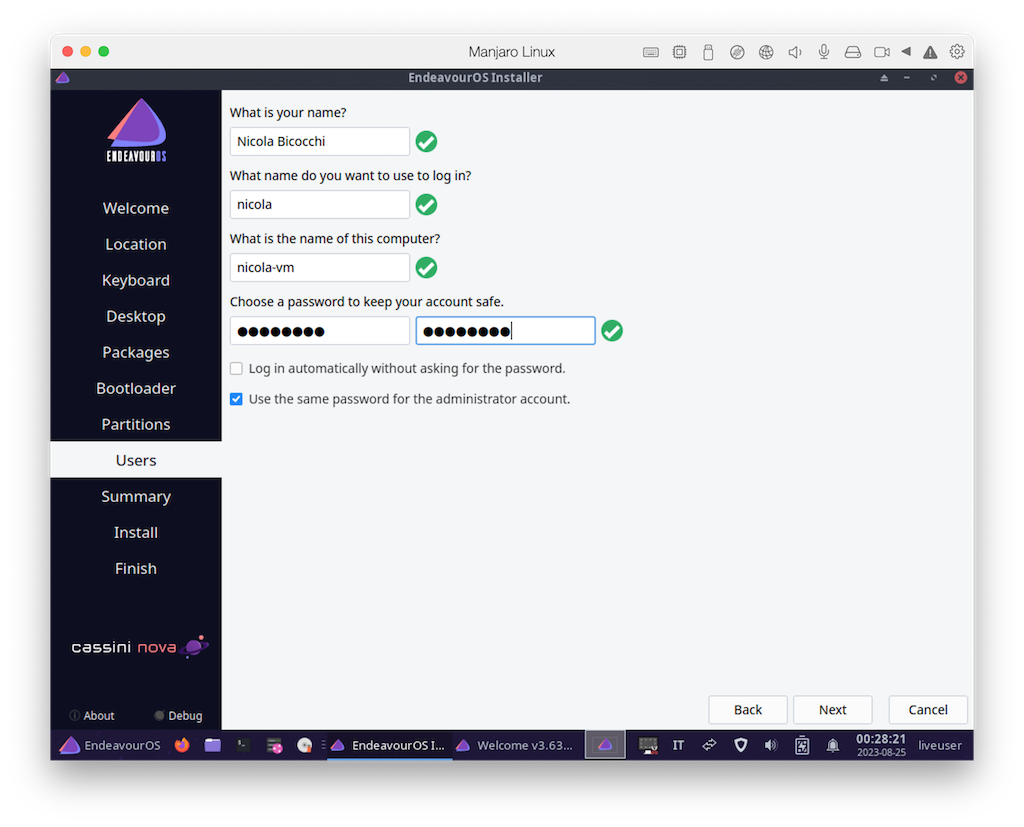 Manjaro Linux
EndeavourOS Installer
ENDEAVOUROS
Welcome
Location
Keyboard
Desktop
Packages
Bootloader
Partitions
Users
Summary
Install
Finish
cassini nova
About
Debug
What is your name?
Nicola Bicocchi
What name do you want to use to log in?
nicola
What is the name of this computer?
nicola-vm
Choose a password to keep your account safe.
●●●●●●●● ●●●●●●●●
Log in automatically without asking for the password.
Use the same password for the administrator account.
Back
Next
Cancel
EndeavourOS
EndeavourOS I...
Welcome v3.63...
IT
00:28:21
2023-08-25
liveuser